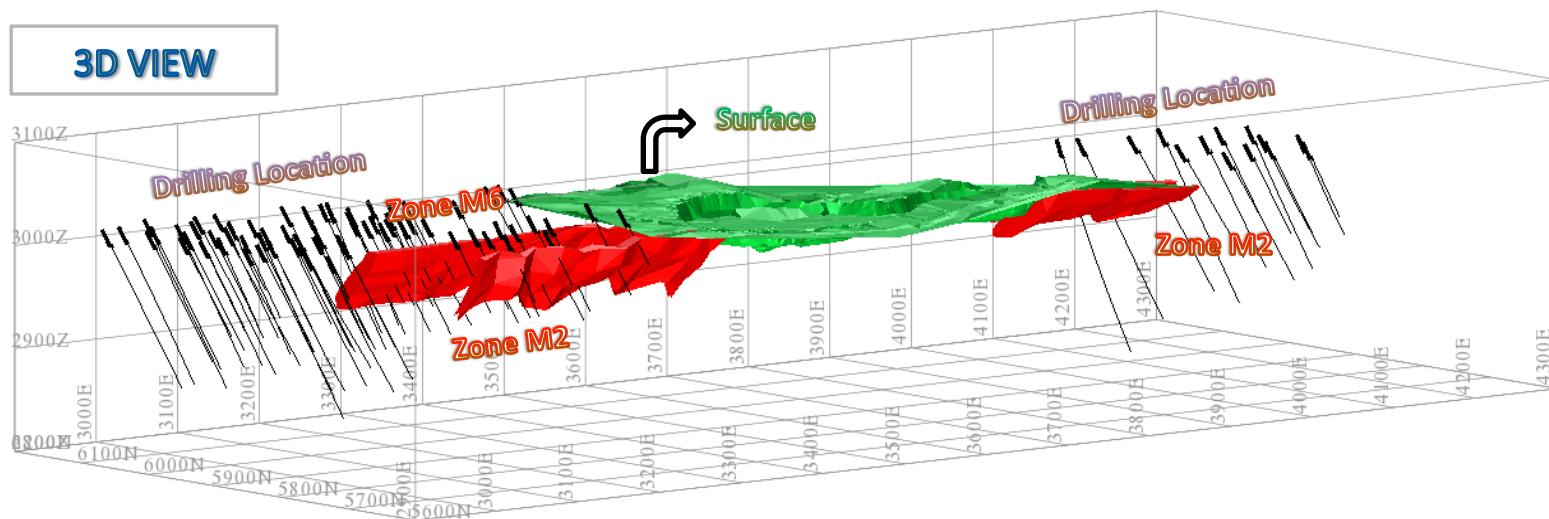 3D VIEW
Surface
Drilling Location
Drilling Location
Zone M6
Zone M2
Zone M2
3100Z
3000Z
2900Z
3000E
3100E
3200E
3300E
3400E
3600E
3700E
3800E
3900E
4000E
4100E
4200E
4300E
6100N
6000N
5900N
5800N
5700N
5600N
3000E
3100E
3200E
3300E
3400E
3500E
3600E
3700E
3800E
3900E
4000E
4100E
4200E
4300E